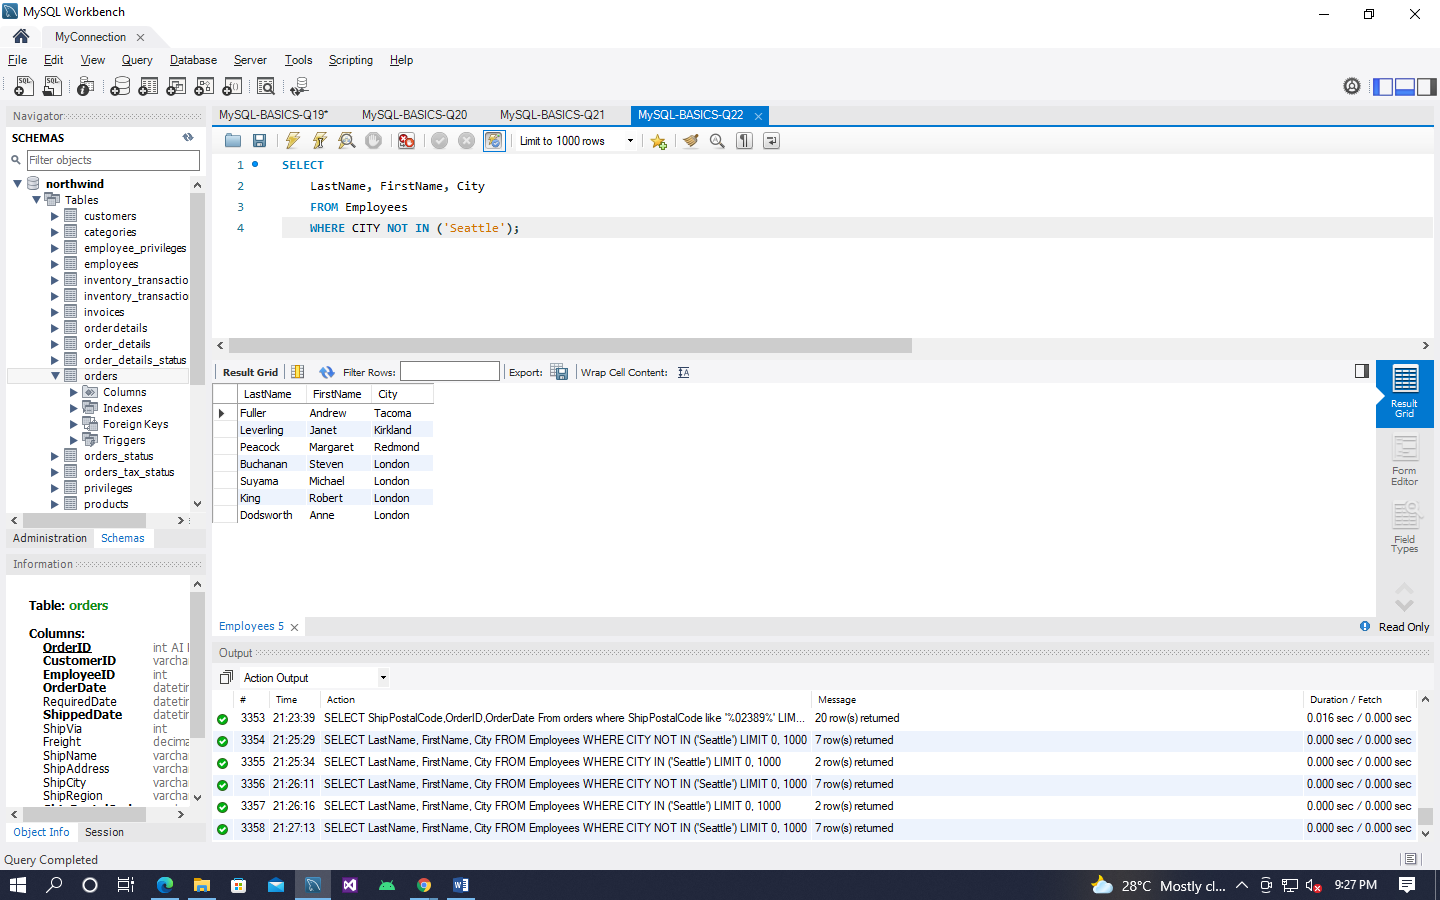 MySQL Workbench
MyConnection
File Edit View Query Database Server Tools Scripting Help
Navigator
SCHEMAS
Filter objects
northwind
Tables
customers
categories
employee_privileges
employees
inventory_transactio
inventory_transactio
invoices
orderdetails
order_details
order_details_status
orders
Columns
Indexes
Foreign Keys
Triggers
orders_status
orders_tax_status
privileges
products
Administration Schemas
Information
Table: orders
Columns:
OrderID int AI
CustomerID varcha
EmployeeID int
OrderDate datetin
RequiredDate datetin
ShippedDate datetin
ShipVia int
Freight decima
ShipName varcha
ShipAddress varcha
ShipCity varcha
ShipRegion varcha
Object Info Session
Query Completed
MySQL-BASICS-Q19* MySQL-BASICS-Q20 MySQL-BASICS-Q21 MySQL-BASICS-Q22
Limit to 1000 rows
1 SELECT
2 LastName, FirstName, City
3 FROM Employees
4 WHERE CITY NOT IN ('Seattle');
Result Grid Filter Rows: Export: Wrap Cell Content:
LastName FirstName City
Fuller Andrew Tacoma
Leverling Janet Kirkland
Peacock Margaret Redmond
Buchanan Steven London
Suyama Michael London
King Robert London
Dodsworth Anne London
Result
Grid
Form
Editor
Field
Types
Employees 5
Read Only
Output
Action Output
# Time Action Message Duration / Fetch
3353 21:23:39 SELECT ShipPostalCode,OrderID,OrderDate From orders where ShipPostalCode like '%02389%' LIM... 20 row(s) returned 0.016 sec / 0.000 sec
3354 21:25:29 SELECT LastName, FirstName, City FROM Employees WHERE CITY NOT IN ('Seattle') LIMIT 0, 1000 7 row(s) returned 0.000 sec / 0.000 sec
3355 21:25:34 SELECT LastName, FirstName, City FROM Employees WHERE CITY IN ('Seattle') LIMIT 0, 1000 2 row(s) returned 0.000 sec / 0.000 sec
3356 21:26:11 SELECT LastName, FirstName, City FROM Employees WHERE CITY NOT IN ('Seattle') LIMIT 0, 1000 7 row(s) returned 0.000 sec / 0.000 sec
3357 21:26:16 SELECT LastName, FirstName, City FROM Employees WHERE CITY IN ('Seattle') LIMIT 0, 1000 2 row(s) returned 0.000 sec / 0.000 sec
3358 21:27:13 SELECT LastName, FirstName, City FROM Employees WHERE CITY NOT IN ('Seattle') LIMIT 0, 1000 7 row(s) returned 0.000 sec / 0.000 sec
28°C Mostly cl... 9:27 PM